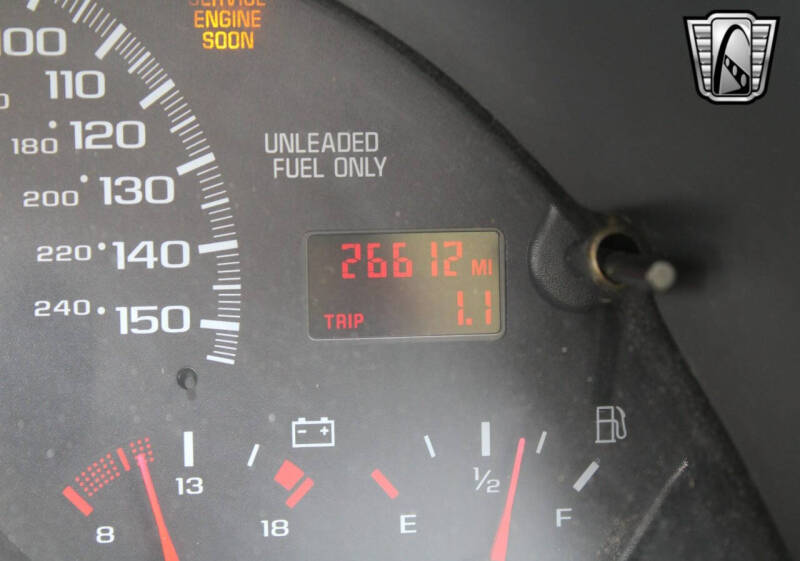 SERVICE
ENGINE
SOON
100
110
180 120
200 130
220 140
240 150
UNLEADED
FUEL ONLY
26612 MI
TRIP 1.1
8
13
18
- +
E
1/2
F